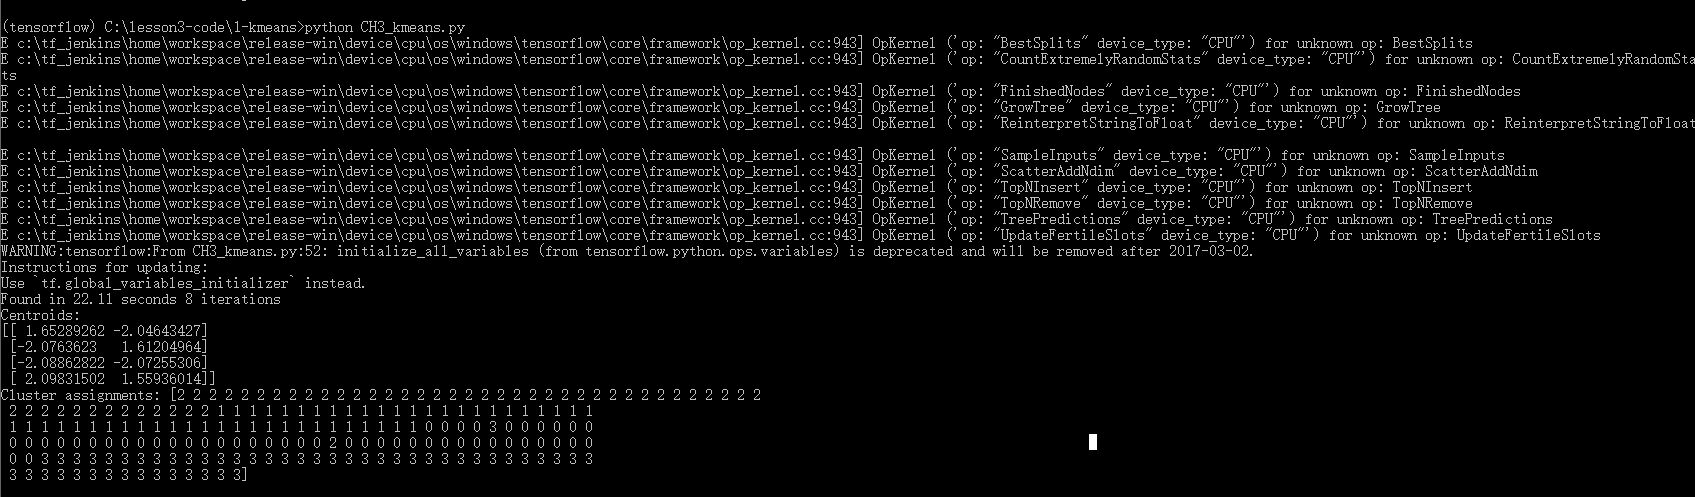 (tensorflow) C:\lesson3-code\1-kmeans>python CH3_kmeans.py
E c:\tf_jenkins\home\workspace\release-win\device\cpu\os\windows\tensorflow\core\framework\op_kernel.cc:943] OpKernel ('op: "BestSplits" device_type: "CPU"') for unknown op: BestSplits
E c:\tf_jenkins\home\workspace\release-win\device\cpu\os\windows\tensorflow\core\framework\op_kernel.cc:943] OpKernel ('op: "CountExtremelyRandomStats" device_type: "CPU"') for unknown op: CountExtremelyRandomSta
ts
E c:\tf_jenkins\home\workspace\release-win\device\cpu\os\windows\tensorflow\core\framework\op_kernel.cc:943] OpKernel ('op: "FinishedNodes" device_type: "CPU"') for unknown op: FinishedNodes
E c:\tf_jenkins\home\workspace\release-win\device\cpu\os\windows\tensorflow\core\framework\op_kernel.cc:943] OpKernel ('op: "GrowTree" device_type: "CPU"') for unknown op: GrowTree
E c:\tf_jenkins\home\workspace\release-win\device\cpu\os\windows\tensorflow\core\framework\op_kernel.cc:943] OpKernel ('op: "ReinterpretStringToFloat" device_type: "CPU"') for unknown op: ReinterpretStringToFloat
E c:\tf_jenkins\home\workspace\release-win\device\cpu\os\windows\tensorflow\core\framework\op_kernel.cc:943] OpKernel ('op: "SampleInputs" device_type: "CPU"') for unknown op: SampleInputs
E c:\tf_jenkins\home\workspace\release-win\device\cpu\os\windows\tensorflow\core\framework\op_kernel.cc:943] OpKernel ('op: "ScatterAddNdim" device_type: "CPU"') for unknown op: ScatterAddNdim
E c:\tf_jenkins\home\workspace\release-win\device\cpu\os\windows\tensorflow\core\framework\op_kernel.cc:943] OpKernel ('op: "TopNInsert" device_type: "CPU"') for unknown op: TopNInsert
E c:\tf_jenkins\home\workspace\release-win\device\cpu\os\windows\tensorflow\core\framework\op_kernel.cc:943] OpKernel ('op: "TopNRemove" device_type: "CPU"') for unknown op: TopNRemove
E c:\tf_jenkins\home\workspace\release-win\device\cpu\os\windows\tensorflow\core\framework\op_kernel.cc:943] OpKernel ('op: "TreePredictions" device_type: "CPU"') for unknown op: TreePredictions
E c:\tf_jenkins\home\workspace\release-win\device\cpu\os\windows\tensorflow\core\framework\op_kernel.cc:943] OpKernel ('op: "UpdateFertileSlots" device_type: "CPU"') for unknown op: UpdateFertileSlots
WARNING:tensorflow:From CH3_kmeans.py:52: initialize_all_variables (from tensorflow.python.ops.variables) is deprecated and will be removed after 2017-03-02.
Instructions for updating:
Use `tf.global_variables_initializer` instead.
Found in 22.11 seconds 8 iterations
Centroids:
[[ 1.65289262 -2.04643427]
 [-2.0763623   1.61204964]
 [-2.08862822 -2.07255306]
 [ 2.09831502  1.55936014]]
Cluster assignments: [2 2 2 2 2 2 2 2 2 2 2 2 2 2 2 2 2 2 2 2 2 2 2 2 2 2 2 2 2 2 2 2 2 2 2 2 2
 2 2 2 2 2 2 2 2 2 2 2 2 2 1 1 1 1 1 1 1 1 1 1 1 1 1 1 1 1 1 1 1 1 1 1 1 1
 1 1 1 1 1 1 1 1 1 1 1 1 1 1 1 1 1 1 1 1 1 1 1 1 1 1 0 0 0 0 3 0 0 0 0 0 0
 0 0 0 0 0 0 0 0 0 0 0 0 0 0 0 0 0 0 0 0 2 0 0 0 0 0 0 0 0 0 0 0 0 0 0 0 0
 0 0 3 3 3 3 3 3 3 3 3 3 3 3 3 3 3 3 3 3 3 3 3 3 3 3 3 3 3 3 3 3 3 3 3 3 3
 3 3 3 3 3 3 3 3 3 3 3 3 3 3 3]